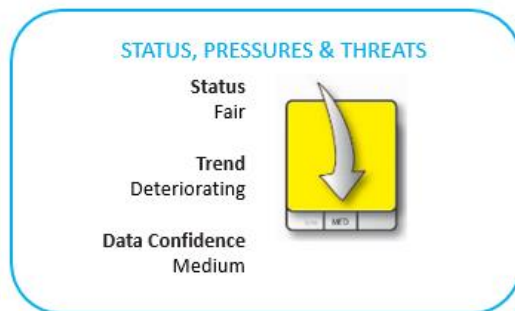 STATUS, PRESSURES & THREATS
Status
Fair
Trend
Deteriorating
Data Confidence
Medium
MED